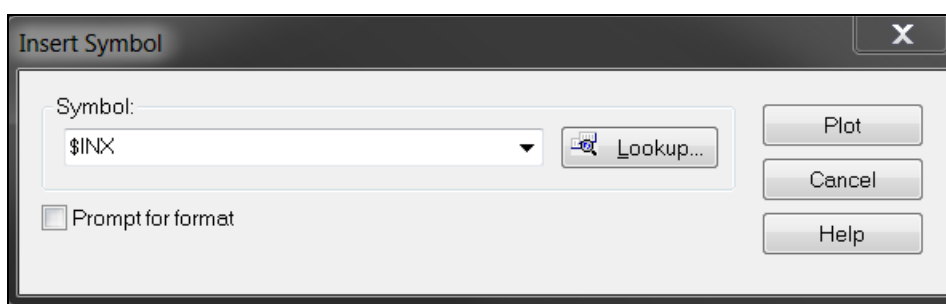 Insert Symbol
X
Symbol:
$INX
Lookup...
Prompt for format
Plot
Cancel
Help